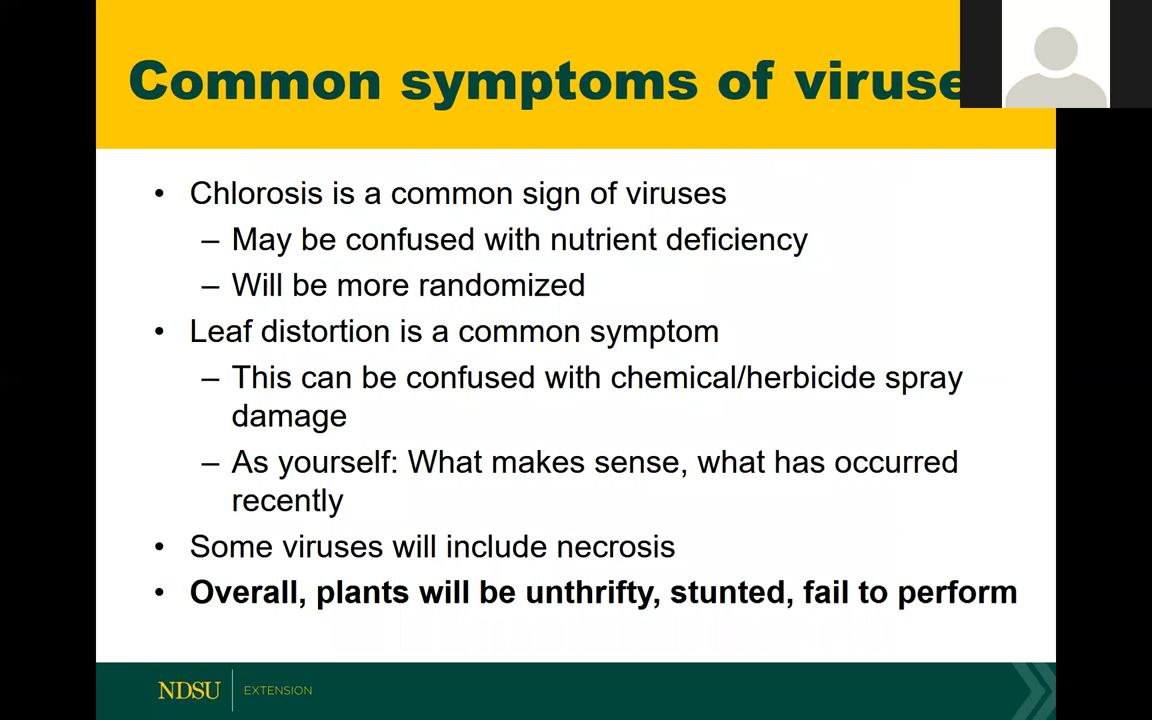 Common symptoms of viruse
• Chlorosis is a common sign of viruses
– May be confused with nutrient deficiency
– Will be more randomized
• Leaf distortion is a common symptom
– This can be confused with chemical/herbicide spray
damage
– As yourself: What makes sense, what has occurred
recently
• Some viruses will include necrosis
• Overall, plants will be unthrifty, stunted, fail to perform
NDSU EXTENSION